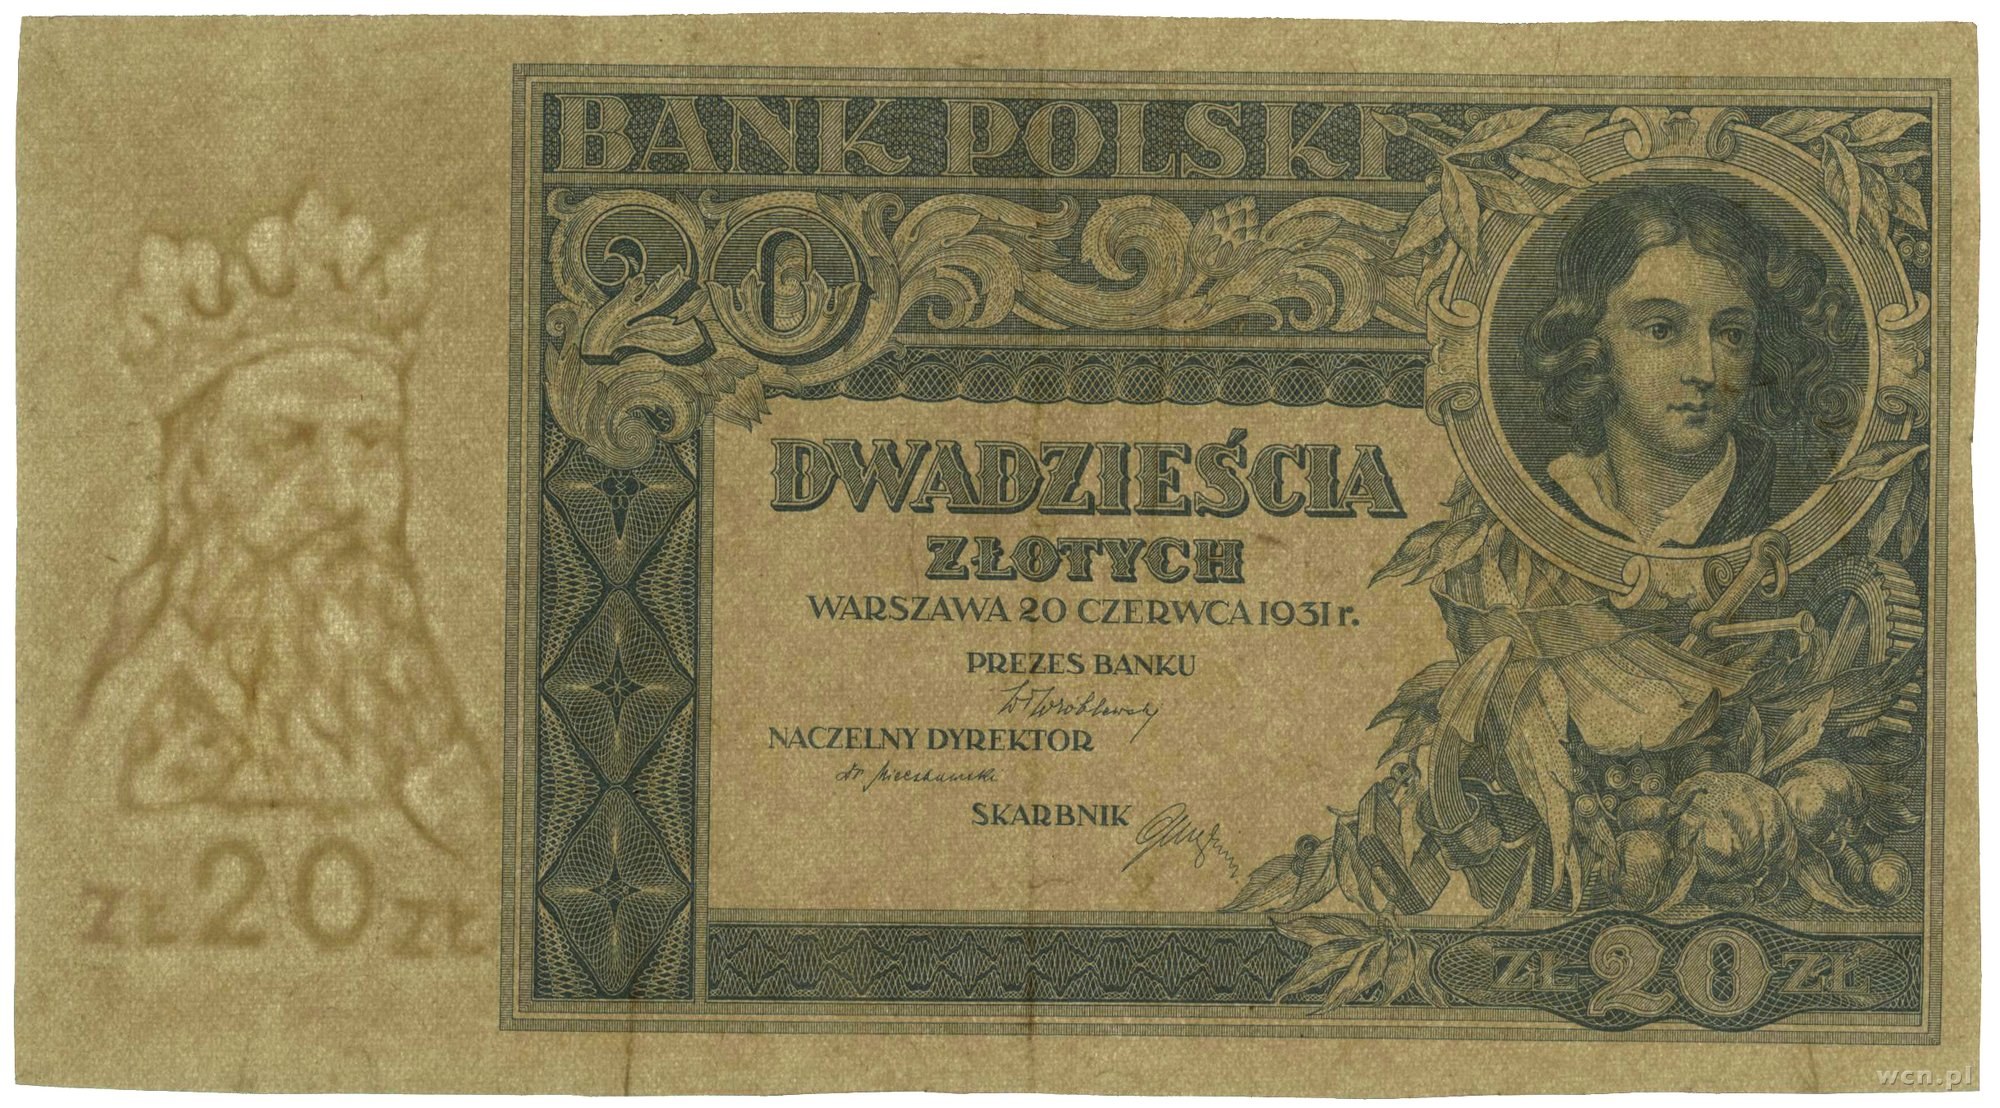 BANK POLSKI
20
DWADZIEŚCIA
ZŁOTYCH
WARSZAWA 20 CZERWCA 1931 r.
PREZES BANKU
NACZELNY DYREKTOR
SKARBNIK
ZŁ 20 ZŁ
ZŁ 20 ZŁ
wcn.pl